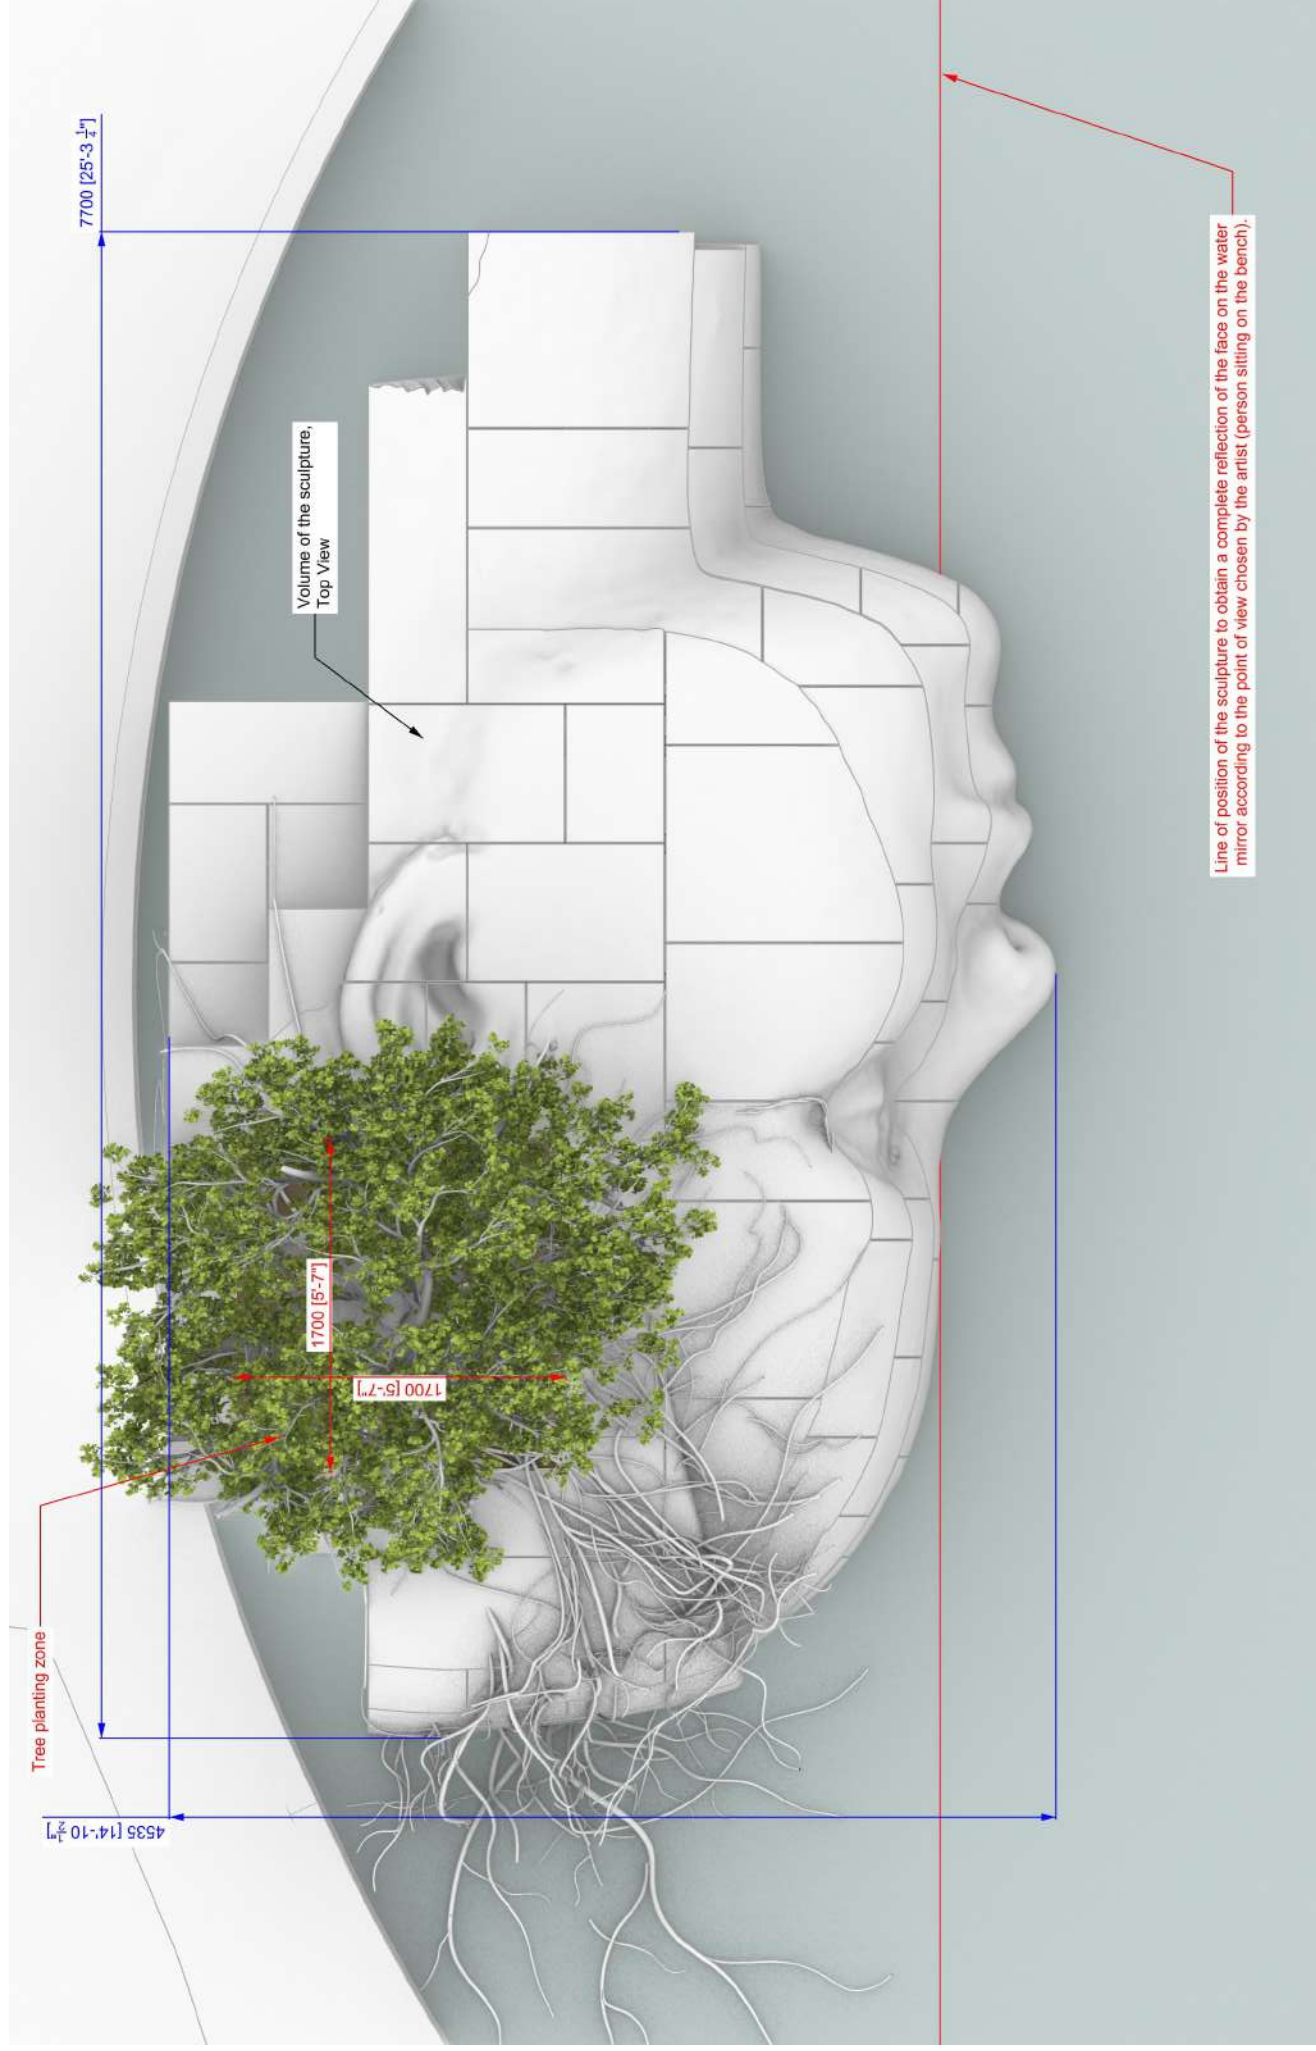 7700 [25'-3 1/4"]
Volume of the sculpture,
Top View
Line of position of the sculpture to obtain a complete reflection of the face on the water
mirror according to the point of view chosen by the artist (person sitting on the bench).
1700 [5'-7"]
1700 [5'-7"]
Tree planting zone
4535 [14'-10 1/2"]